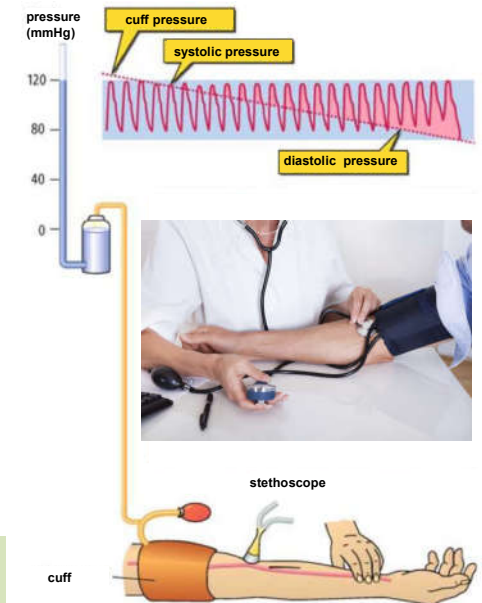 pressure
(mmHg)
cuff pressure
systolic pressure
120
80
diastolic pressure
40
0
stethoscope
cuff